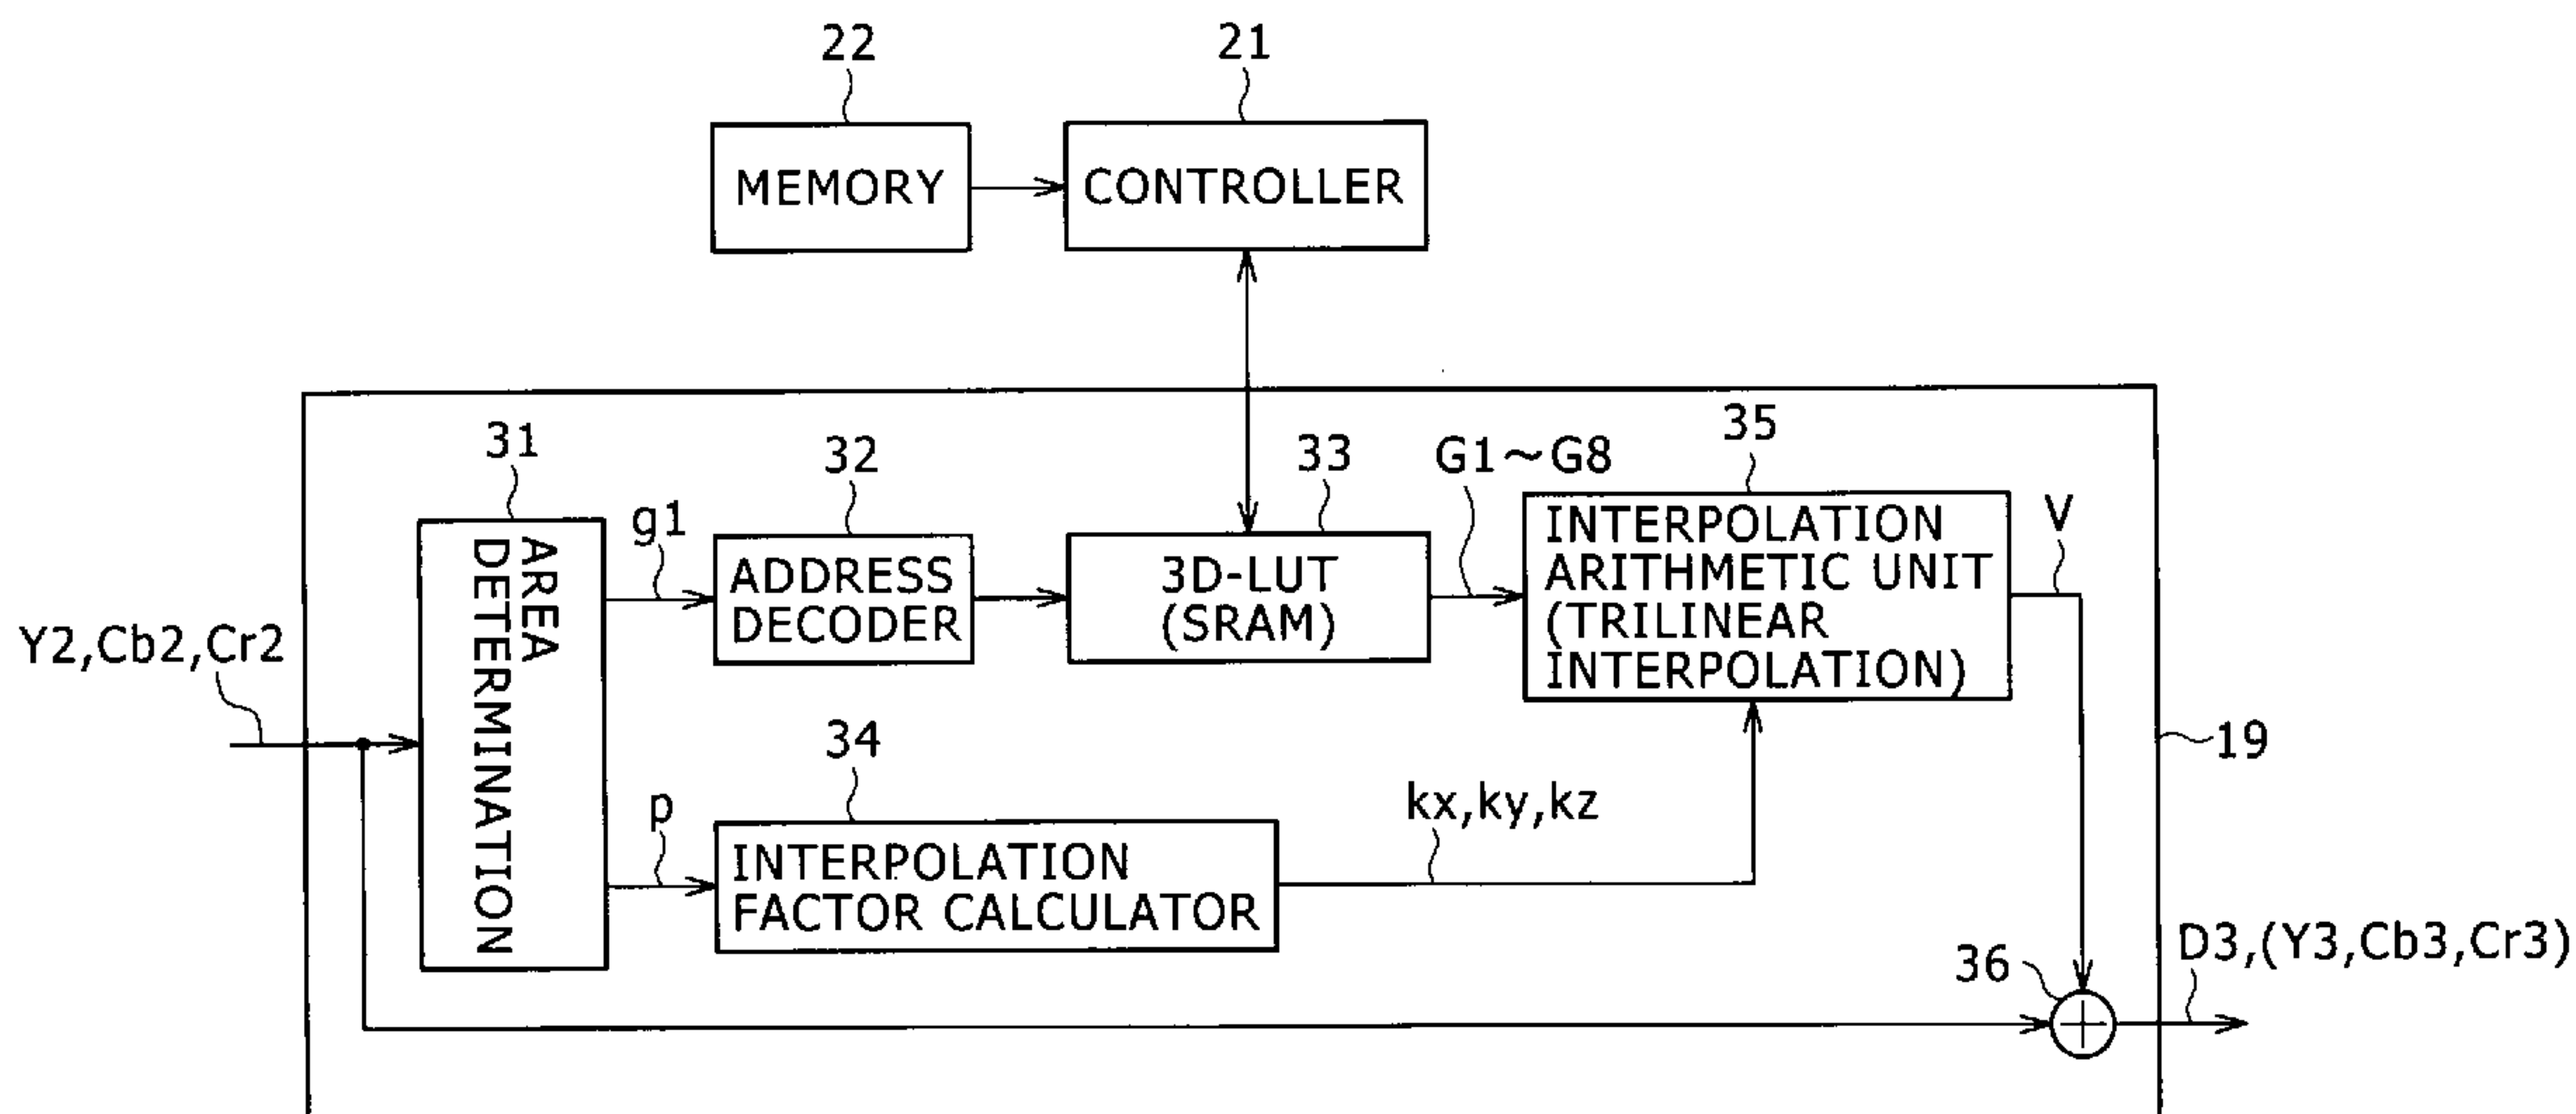 22
21
MEMORY
CONTROLLER
31
32
33
G1~G8
35
g1
V
AREA
DETERMINATION
ADDRESS
DECODER
3D-LUT
(SRAM)
INTERPOLATION
ARITHMETIC UNIT
(TRILINEAR
INTERPOLATION)
Y2,Cb2,Cr2
34
19
p
kx,ky,kz
INTERPOLATION
FACTOR CALCULATOR
36
D3,(Y3,Cb3,Cr3)